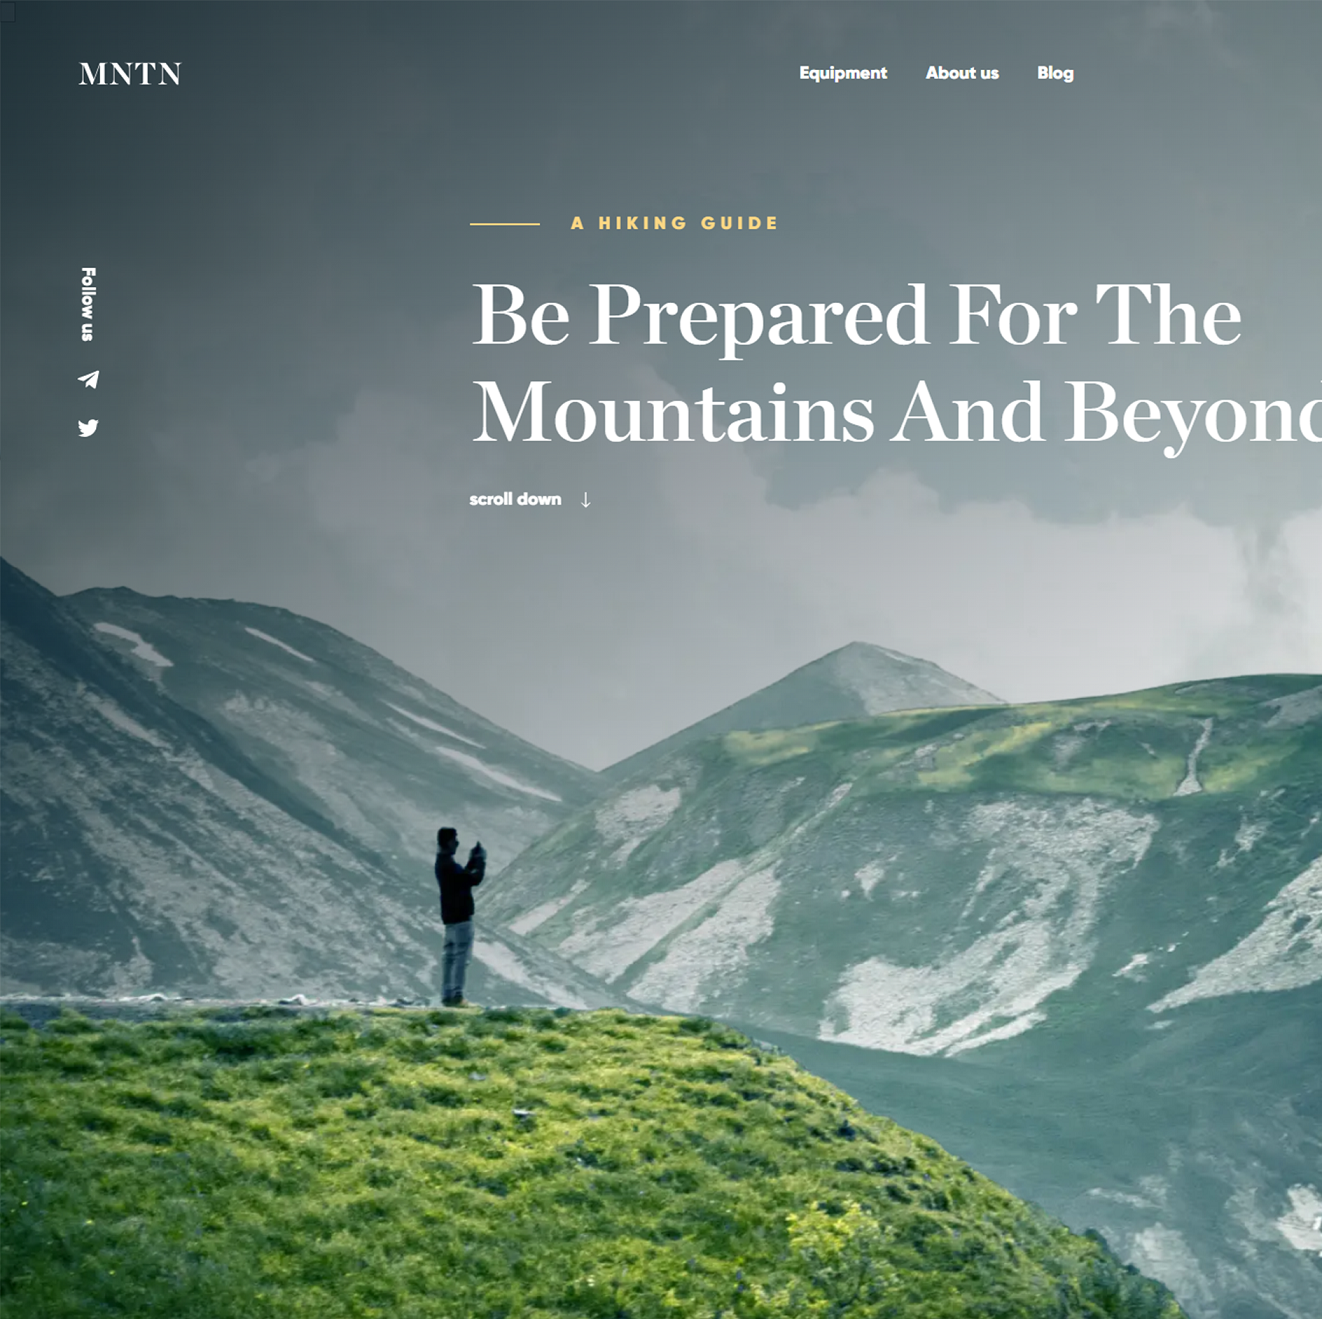 MNTN
Equipment
About us
Blog
A HIKING GUIDE
Be Prepared For The
Mountains And Beyond
scroll down
Follow us